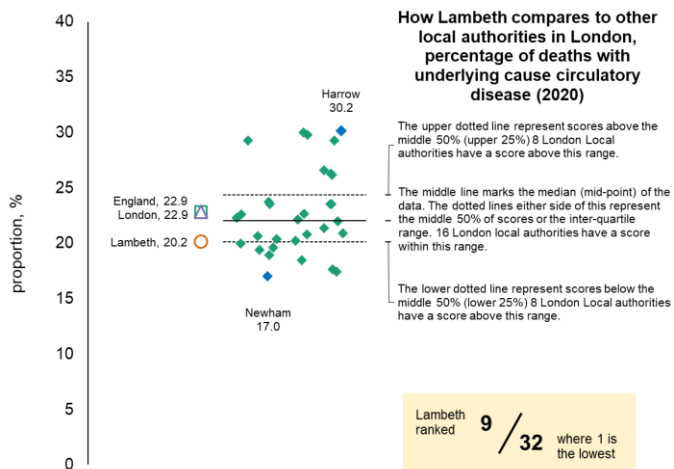 How Lambeth compares to other
local authorities in London,
percentage of deaths with
underlying cause circulatory
disease (2020)
proportion, %
40
35
30
25
20
15
10
5
0
Harrow
30.2
England, 22.9
London, 22.9
Lambeth, 20.2
Newham
17.0
The upper dotted line represent scores above the
middle 50% (upper 25%) 8 London Local
authorities have a score above this range.
The middle line marks the median (mid-point) of the
data. The dotted lines either side of this represent
the middle 50% of scores or the inter-quartile
range. 16 London local authorities have a score
within this range.
The lower dotted line represent scores below the
middle 50% (lower 25%) 8 London Local authorities
have a score above this range.
Lambeth
ranked
9
32
where 1 is
the lowest